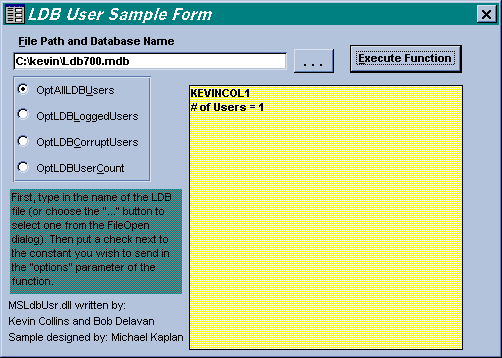 LDB User Sample Form
File Path and Database Name
C:\kevin\Ldb700.mdb
...
Execute Function
OptAllLDBUsers
OptLDBLoggedUsers
OptLDBCorruptUsers
OptLDBUserCount
KEVINCOL1
# of Users = 1
First, type in the name of the LDB
file (or choose the "..." button to
select one from the FileOpen
dialog). Then put a check next to
the constant you wish to send in
the "options" parameter of the
function.
MSLdbUsr.dll written by:
Kevin Collins and Bob Delavan
Sample designed by: Michael Kaplan